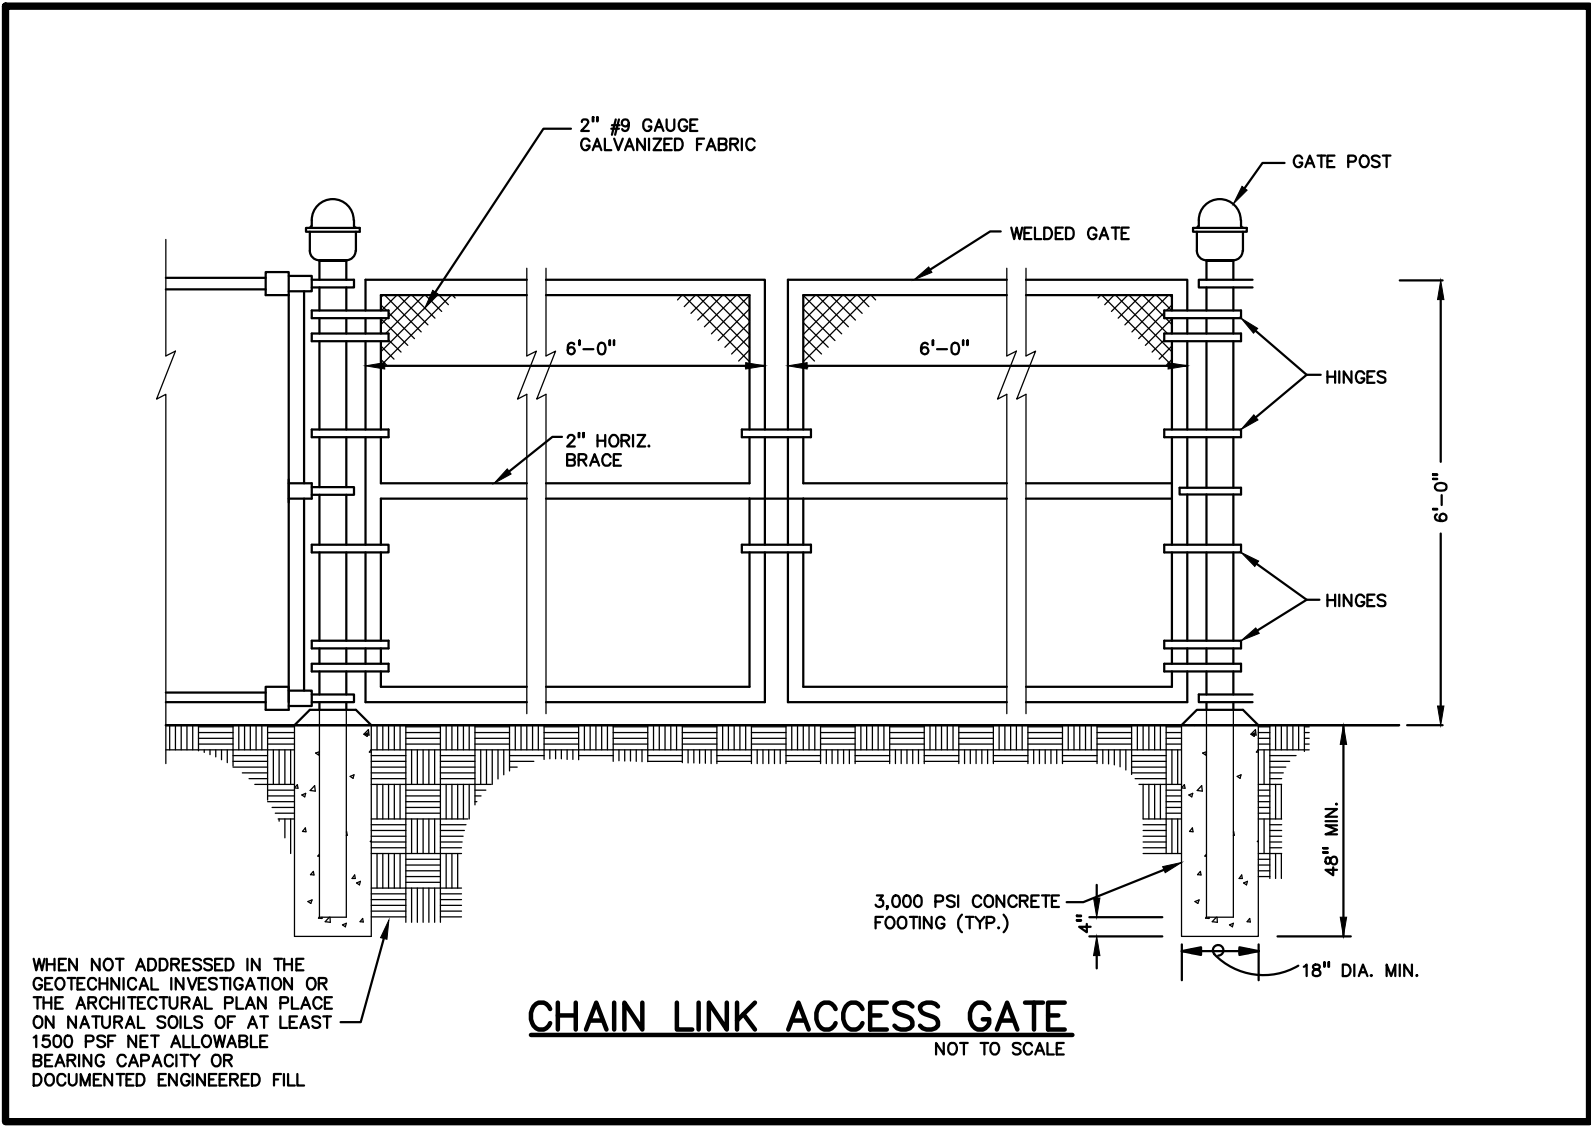 2" #9 GAUGE
GALVANIZED FABRIC
GATE POST
WELDED GATE
6'-0"
6'-0"
HINGES
2" HORIZ.
BRACE
6'-0"
HINGES
48" MIN.
3,000 PSI CONCRETE
FOOTING (TYP.)
4"
18" DIA. MIN.
WHEN NOT ADDRESSED IN THE
GEOTECHNICAL INVESTIGATION OR
THE ARCHITECTURAL PLAN PLACE
ON NATURAL SOILS OF AT LEAST
1500 PSF NET ALLOWABLE
BEARING CAPACITY OR
DOCUMENTED ENGINEERED FILL
CHAIN LINK ACCESS GATE
NOT TO SCALE